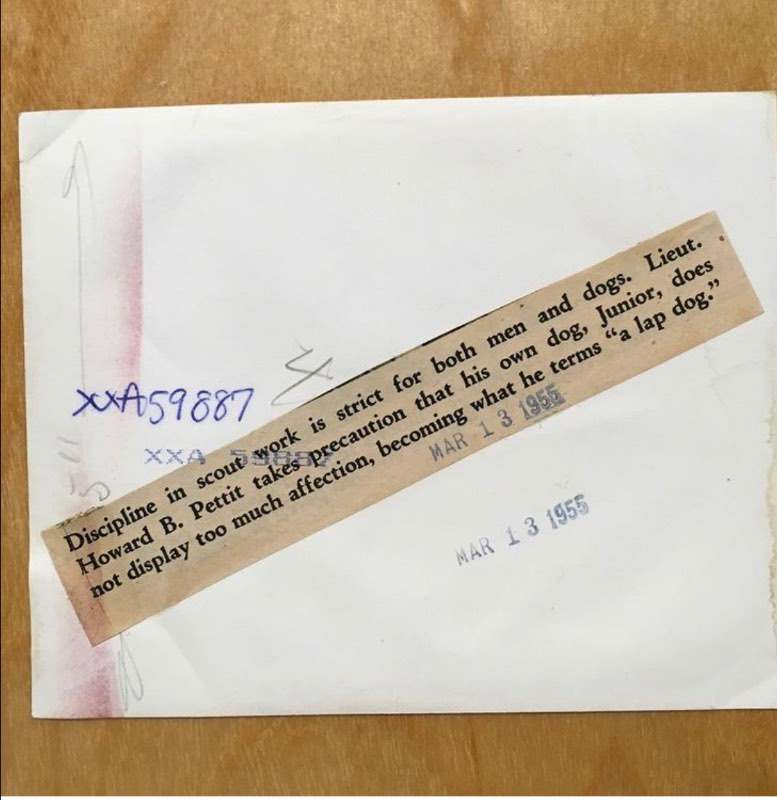 XXA59887
XXA 59887
Discipline in scout work is strict for both men and dogs. Lieut.
Howard B. Pettit takes precaution that his own dog, Junior, does
not display too much affection, becoming what he terms “a lap dog.”
MAR 13 1955
MAR 13 1955